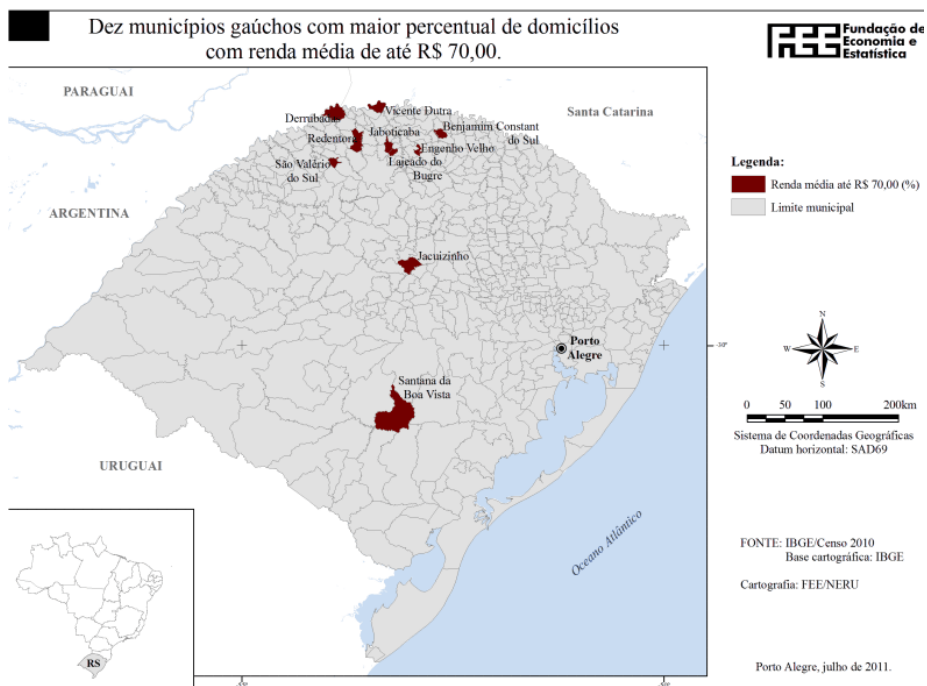 Dez municípios gaúchos com maior percentual de domicílios
com renda média de até R$ 70,00.
FEE
Fundação de
Economia e
Estatística
PARAGUAI
Santa Catarina
Derrubadas
Vicente Dutra
Redentora
Jaboticaba
Benjamim Constant
do Sul
Engenho Velho
São Valério
do Sul
Lajeado do
Bugre
ARGENTINA
Jacuizinho
Porto
Alegre
-30°
Santana da
Boa Vista
URUGUAI
Oceano Atlântico
RS
Legenda:
Renda média até R$ 70,00 (%)
Limite municipal
N
W
E
S
0 50 100 200km
Sistema de Coordenadas Geográficas
Datum horizontal: SAD69
FONTE: IBGE/Censo 2010
Base cartográfica: IBGE
Cartografia: FEE/NERU
Porto Alegre, julho de 2011.